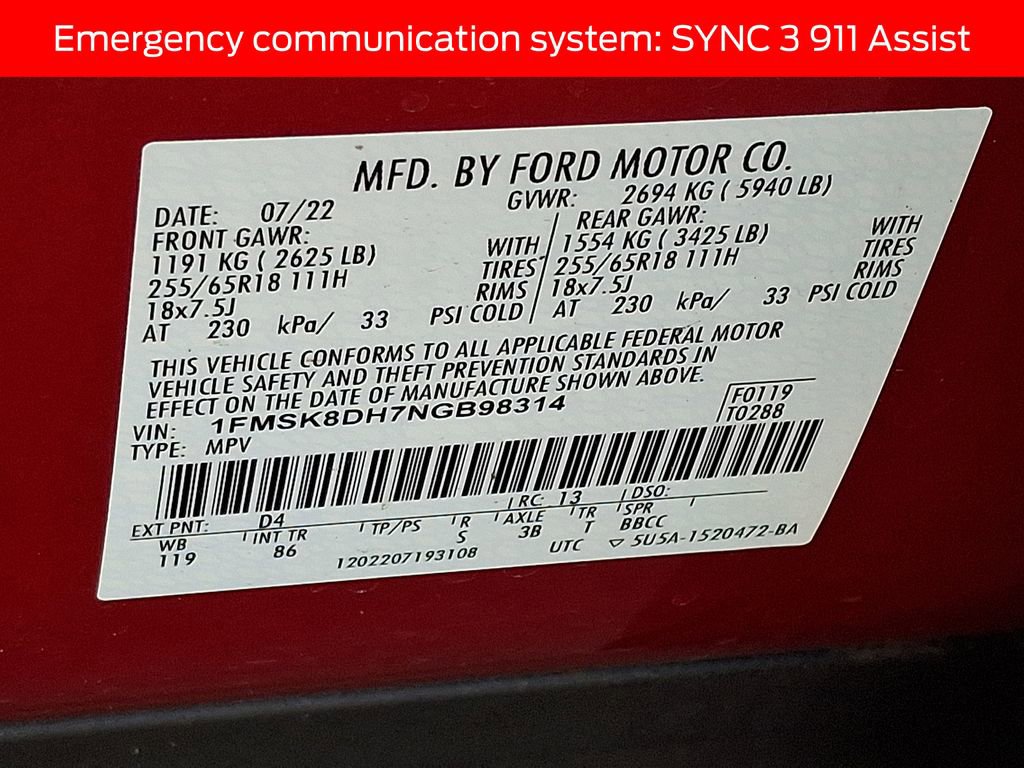 Emergency communication system: SYNC 3 911 Assist
MFD. BY FORD MOTOR CO.
DATE: 07/22 GVWR: 2694 KG ( 5940 LB)
FRONT GAWR: REAR GAWR:
1191 KG ( 2625 LB) WITH 1554 KG ( 3425 LB) WITH
255/65R18 111H TIRES 255/65R18 111H TIRES
18x7.5J RIMS 18x7.5J RIMS
AT 230 kPa/ 33 PSI COLD AT 230 kPa/ 33 PSI COLD
THIS VEHICLE CONFORMS TO ALL APPLICABLE FEDERAL MOTOR
VEHICLE SAFETY AND THEFT PREVENTION STANDARDS IN
EFFECT ON THE DATE OF MANUFACTURE SHOWN ABOVE.
VIN: 1FMSK8DH7NGB98314 F0119
TYPE: MPV T0288
EXT PNT: D4 RC: 13 DSO:
WB INT TR TP/PS R AXLE TR SPR
119 86 S 3B T BBCC
1202207193108 UTC ▽ 5U5A-1520472-BA